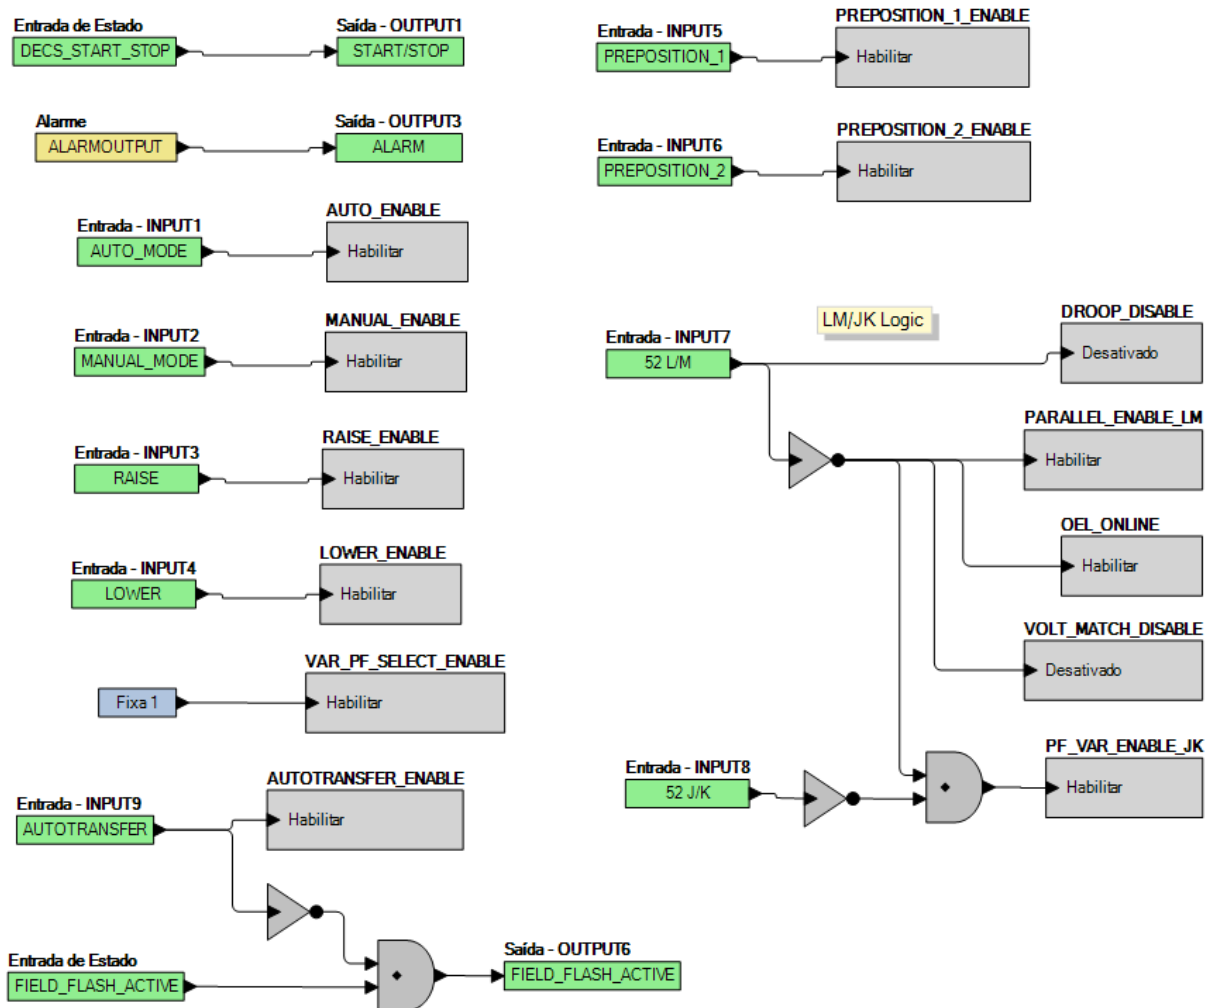 Entrada de Estado
DECS_START_STOP
Saída - OUTPUT1
START/STOP
Alarme
ALARMOUTPUT
Saída - OUTPUT3
ALARM
Entrada - INPUT1
AUTO_MODE
AUTO_ENABLE
Habilitar
Entrada - INPUT2
MANUAL_MODE
MANUAL_ENABLE
Habilitar
Entrada - INPUT3
RAISE
RAISE_ENABLE
Habilitar
Entrada - INPUT4
LOWER
LOWER_ENABLE
Habilitar
Fixa 1
VAR_PF_SELECT_ENABLE
Habilitar
Entrada - INPUT9
AUTOTRANSFER
AUTOTRANSFER_ENABLE
Habilitar
Entrada de Estado
FIELD_FLASH_ACTIVE
Saída - OUTPUT6
FIELD_FLASH_ACTIVE
Entrada - INPUT5
PREPOSITION_1
PREPOSITION_1_ENABLE
Habilitar
Entrada - INPUT6
PREPOSITION_2
PREPOSITION_2_ENABLE
Habilitar
LM/JK Logic
Entrada - INPUT7
52 L/M
DROOP_DISABLE
Desativado
PARALLEL_ENABLE_LM
Habilitar
OEL_ONLINE
Habilitar
VOLT_MATCH_DISABLE
Desativado
Entrada - INPUT8
52 J/K
PF_VAR_ENABLE_JK
Habilitar